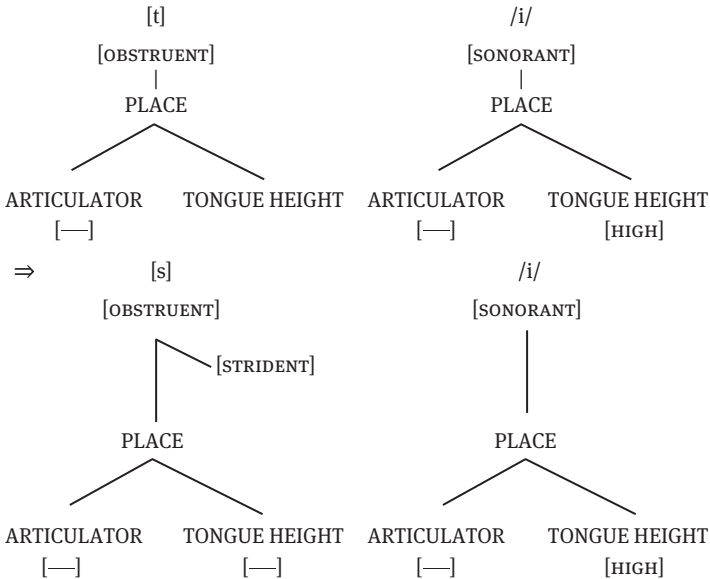 [t] /i/
[OBSTRUENT] [SONORANT]
PLACE PLACE
ARTICULATOR TONGUE HEIGHT ARTICULATOR TONGUE HEIGHT
[—] [—] [HIGH]
⇒ [s] /i/
[OBSTRUENT] [SONORANT]
[STRIDENT]
PLACE PLACE
ARTICULATOR TONGUE HEIGHT ARTICULATOR TONGUE HEIGHT
[—] [—] [—] [HIGH]